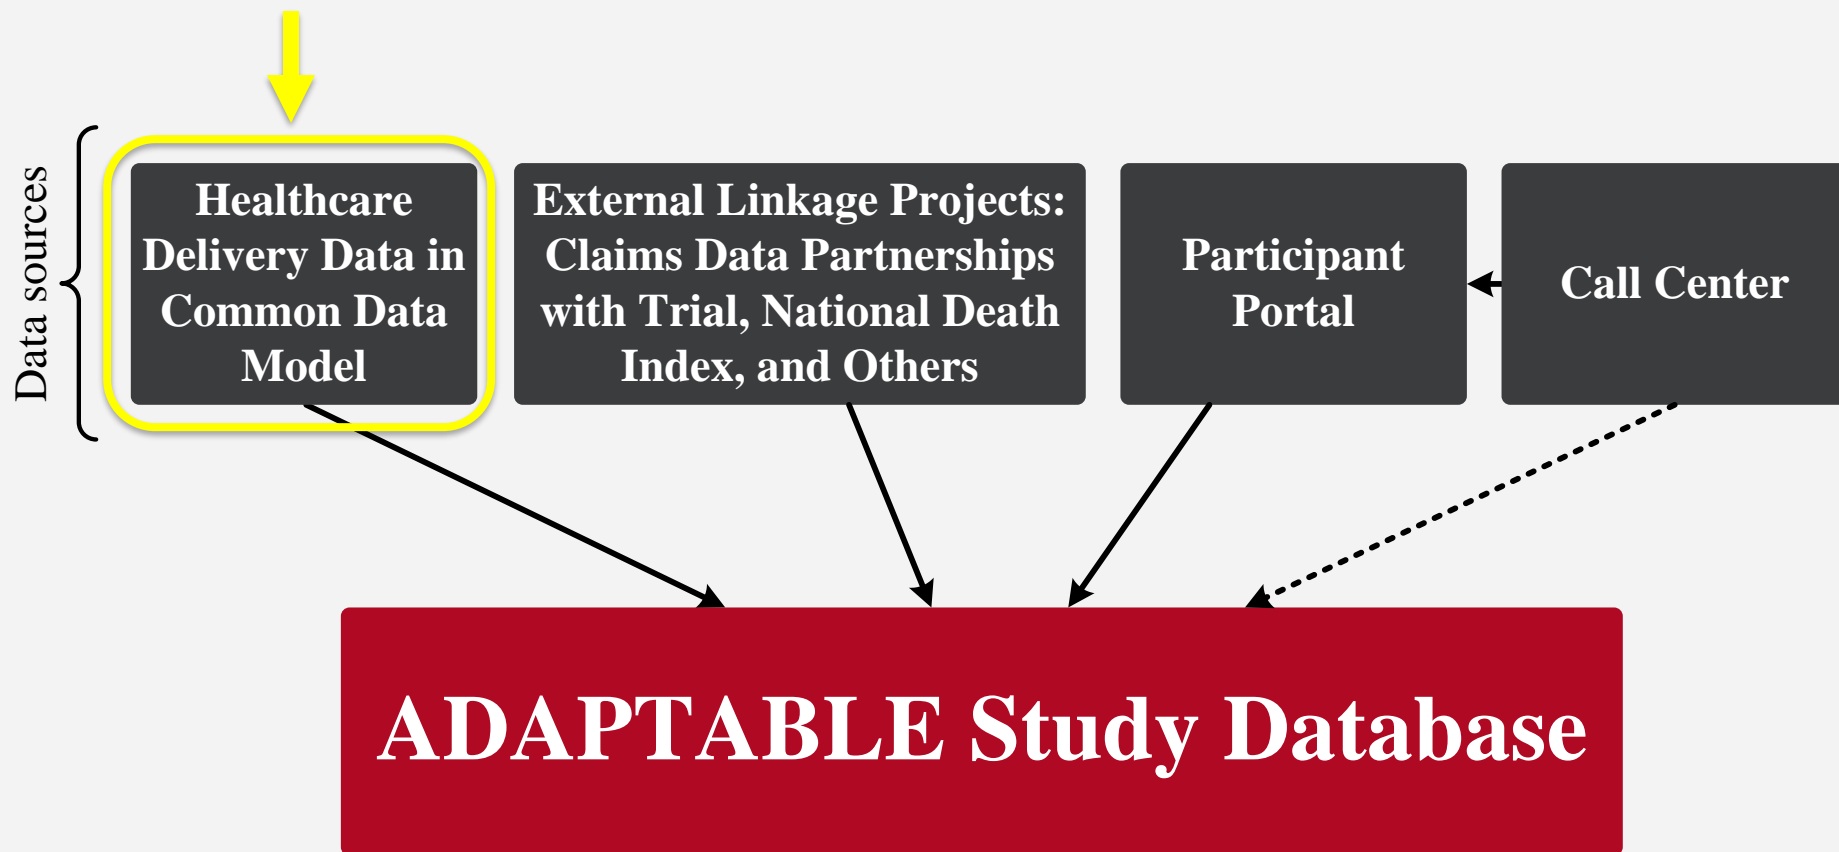 Data sources
Healthcare
Delivery Data in
Common Data
Model
External Linkage Projects:
Claims Data Partnerships
with Trial, National Death
Index, and Others
Participant
Portal
Call Center
ADAPTABLE Study Database